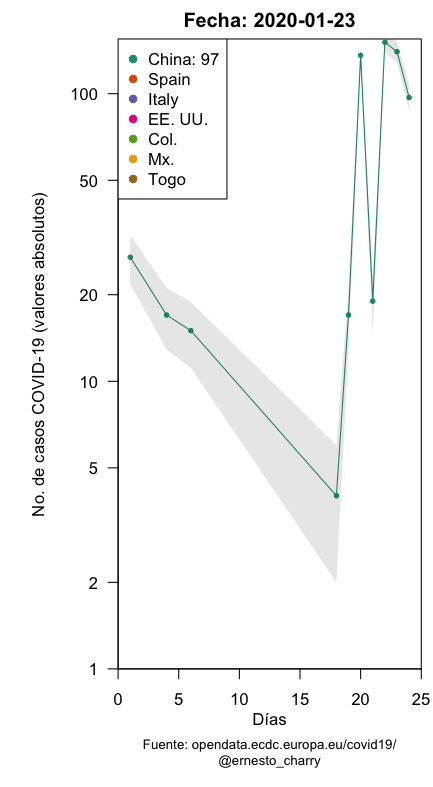 Fecha: 2020-01-23
China: 97
Spain
Italy
EE. UU.
Col.
Mx.
Togo
No. de casos COVID-19 (valores absolutos)
100
50
20
10
5
2
1
0 5 10 15 20 25
Días
Fuente: opendata.ecdc.europa.eu/covid19/
@ernesto_charry